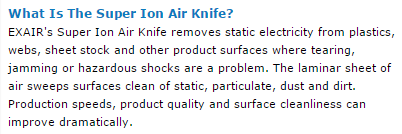 What Is The Super Ion Air Knife?
EXAIR's Super Ion Air Knife removes static electricity from plastics,
webs, sheet stock and other product surfaces where tearing,
jamming or hazardous shocks are a problem. The laminar sheet of
air sweeps surfaces clean of static, particulate, dust and dirt.
Production speeds, product quality and surface cleanliness can
improve dramatically.